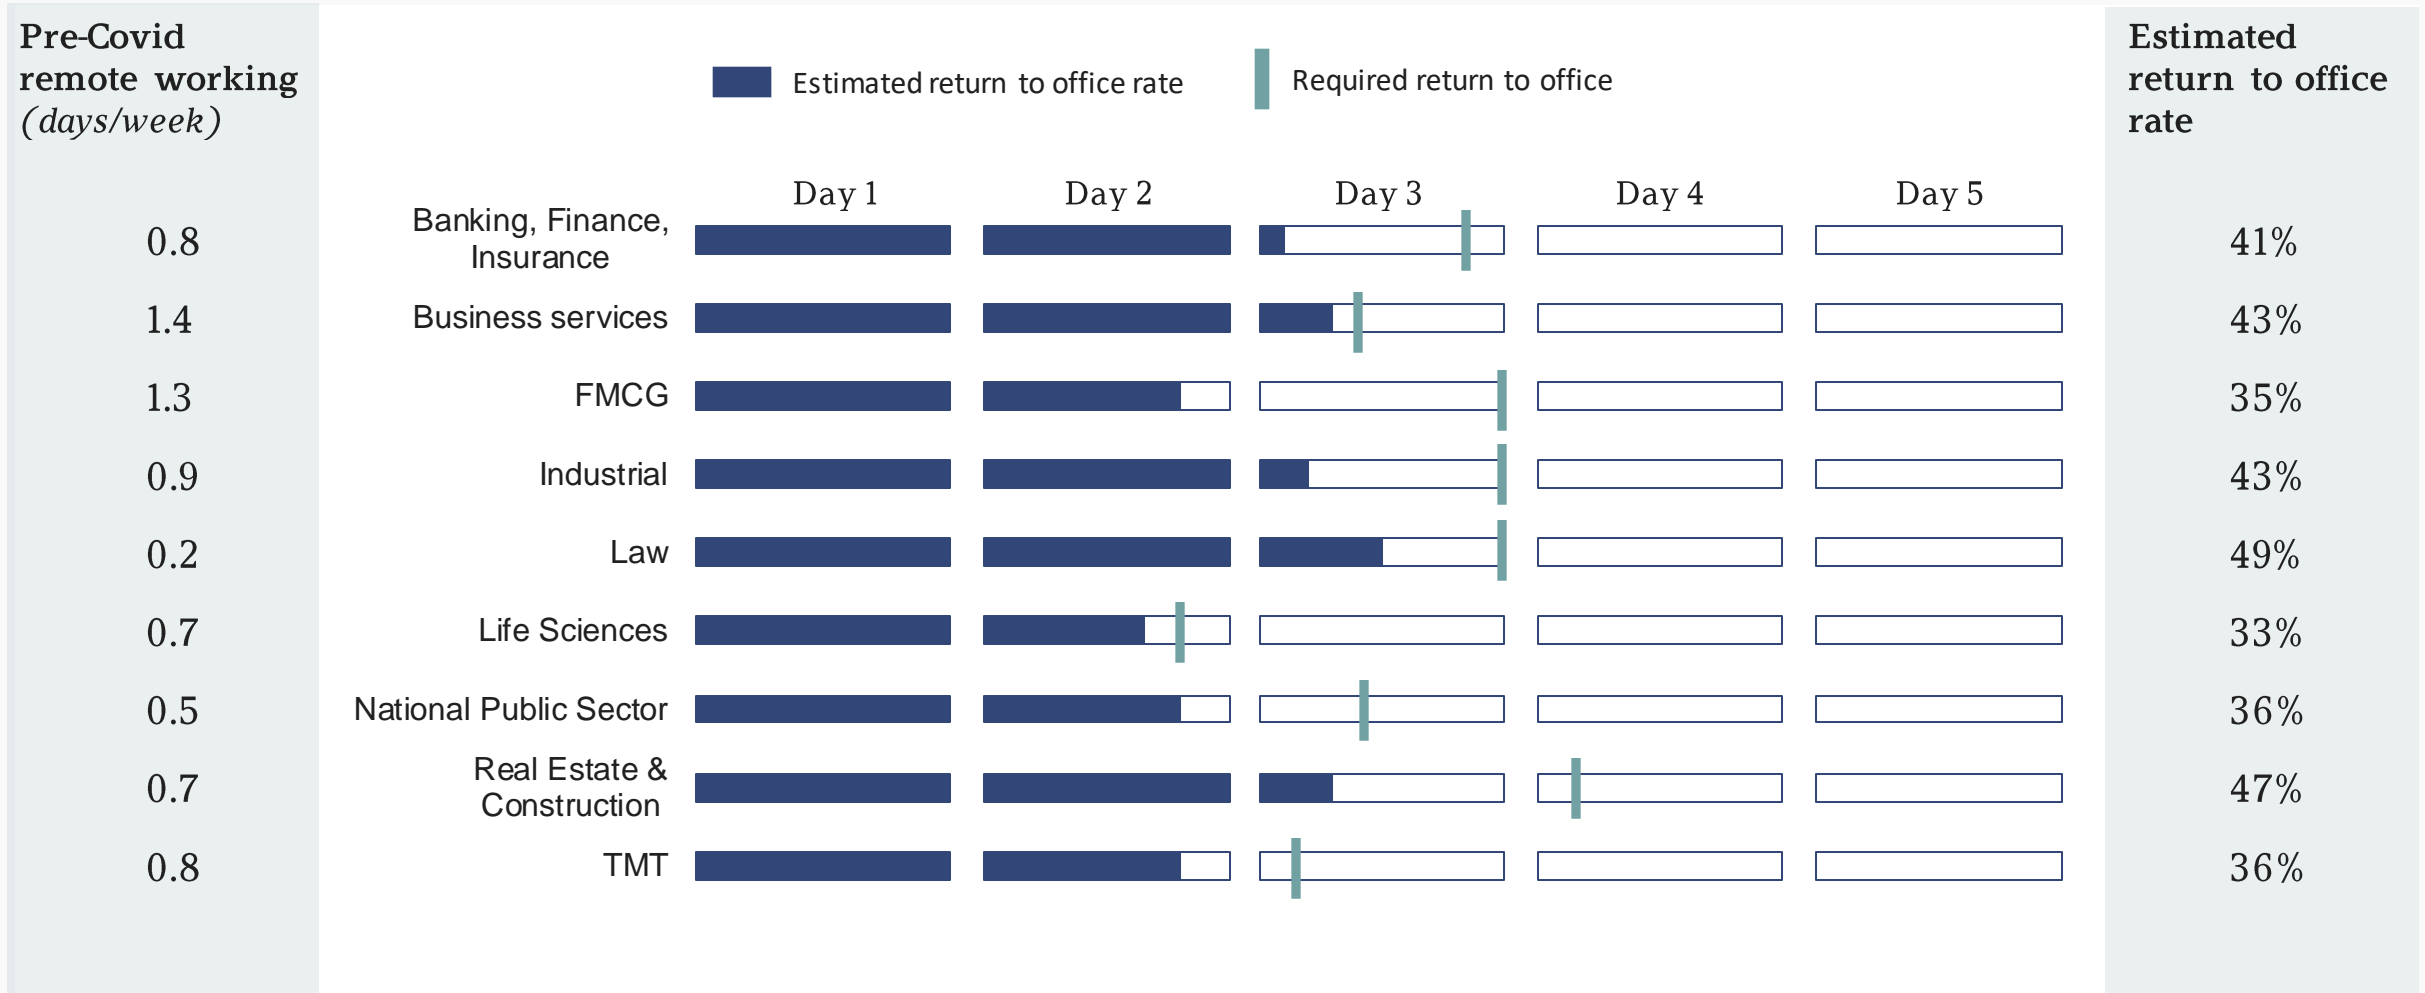 Pre-Covid
remote working
(days/week)
Estimated return to office rate
Required return to office
Estimated
return to office
rate
Day 1
Day 2
Day 3
Day 4
Day 5
0.8
Banking, Finance,
Insurance
41%
1.4
Business services
43%
1.3
FMCG
35%
0.9
Industrial
43%
0.2
Law
49%
0.7
Life Sciences
33%
0.5
National Public Sector
36%
0.7
Real Estate &
Construction
47%
0.8
TMT
36%